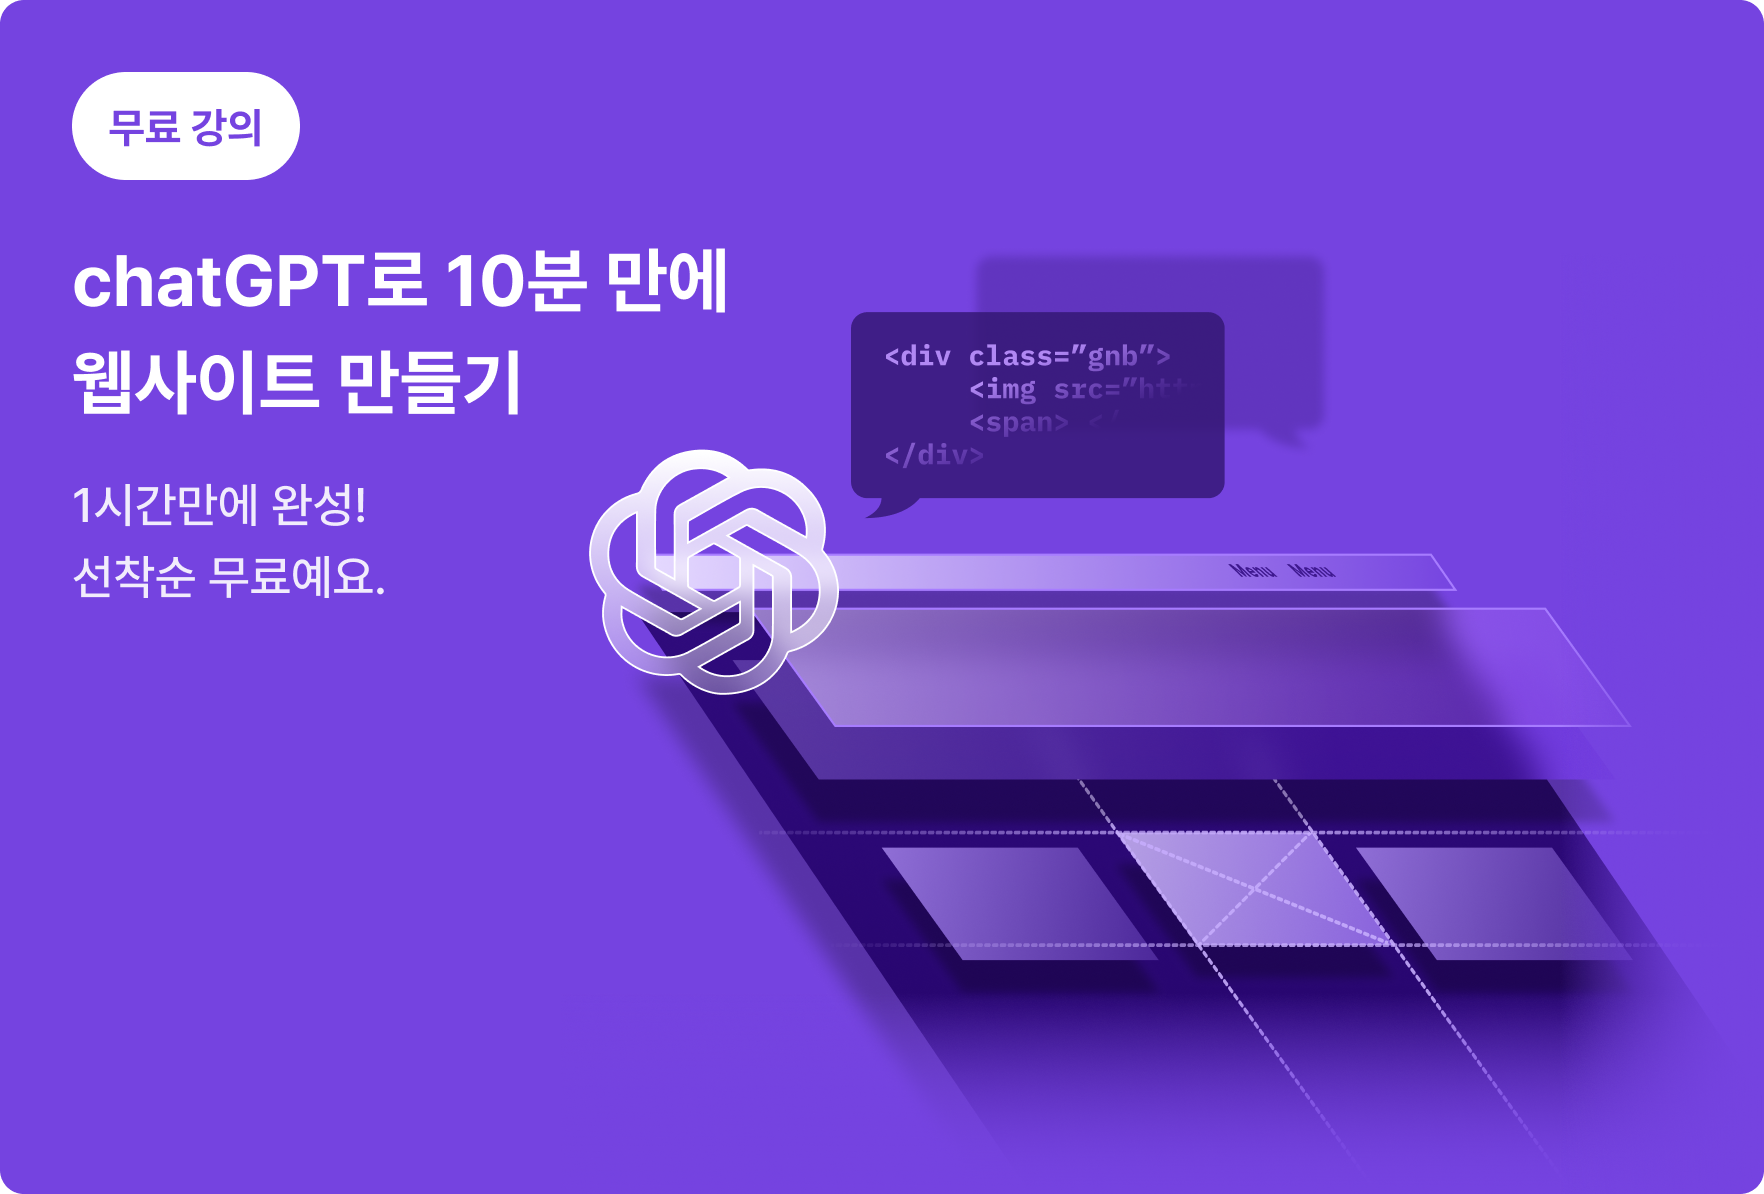 무료 강의
chatGPT로 10분 만에
웹사이트 만들기
1시간만에 완성!
선착순 무료예요.
<div class=”gnb”>
<img src=”htt
<span> </
</div>
Menu Menu